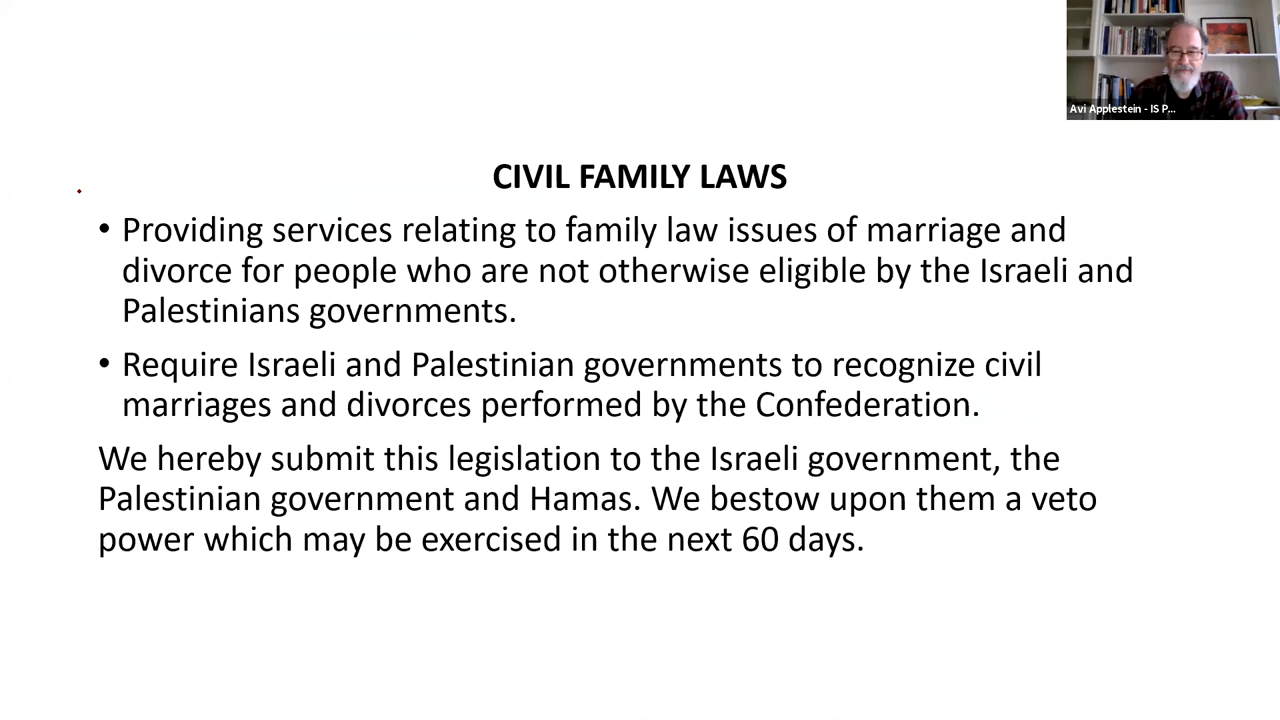 Avi Applestein - IS P...
CIVIL FAMILY LAWS
• Providing services relating to family law issues of marriage and
divorce for people who are not otherwise eligible by the Israeli and
Palestinians governments.
• Require Israeli and Palestinian governments to recognize civil
marriages and divorces performed by the Confederation.
We hereby submit this legislation to the Israeli government, the
Palestinian government and Hamas. We bestow upon them a veto
power which may be exercised in the next 60 days.